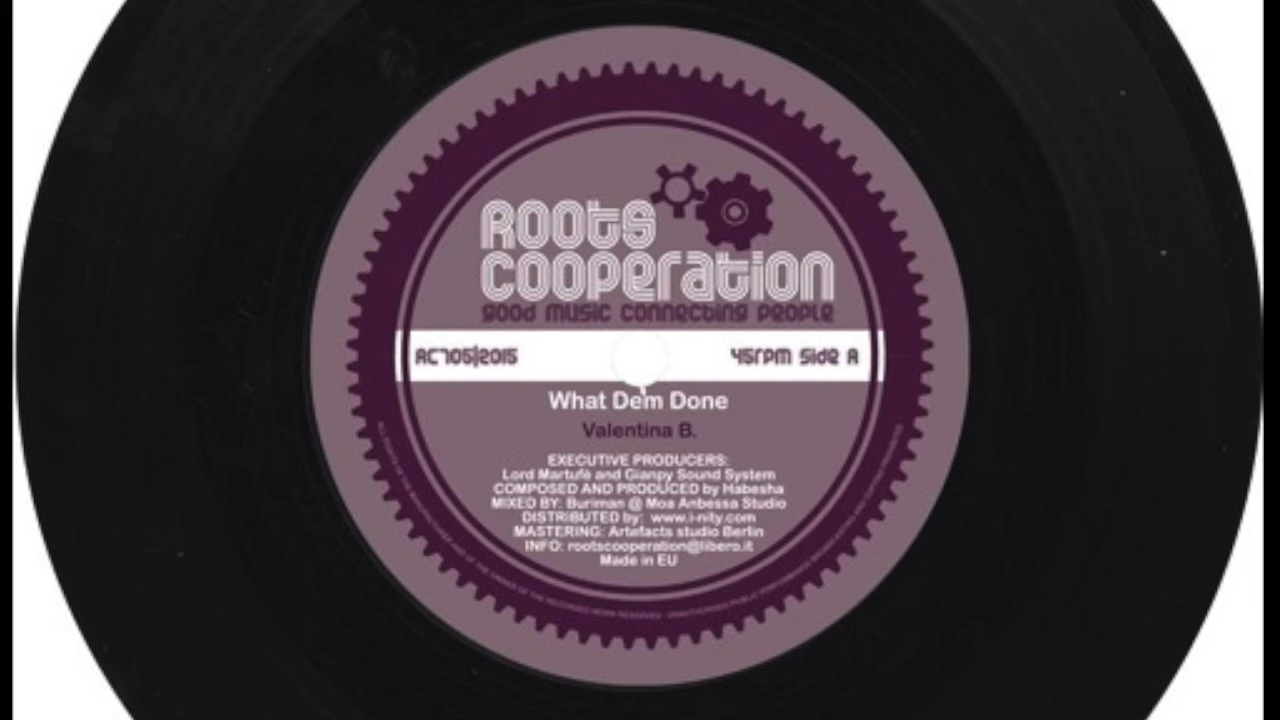 ROOTS
COOPERATION
good music connecting people
RC705|2015
45rpm Side A
What Dem Done
Valentina B.
EXECUTIVE PRODUCERS:
Lord Martufè and Gianpy Sound System
COMPOSED AND PRODUCED by Habesha
MIXED BY: Buriman @ Moa Anbessa Studio
DISTRIBUTED by: www.i-nity.com
MASTERING: Artefacts studio Berlin
INFO: rootscooperation@libero.it
Made in EU